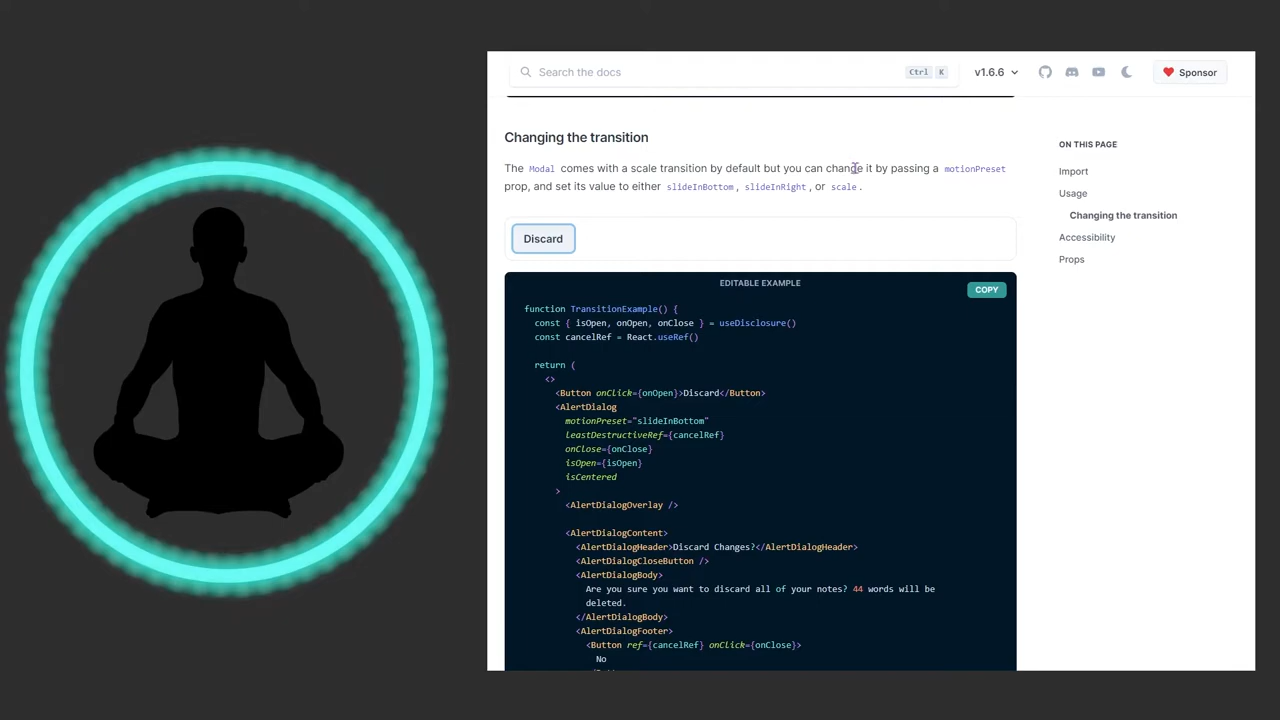 Search the docs
Ctrl K
v1.6.6
Sponsor
Changing the transition
The Modal comes with a scale transition by default but you can change it by passing a motionPreset
prop, and set its value to either slideInBottom, slideInRight, or scale.
Discard
EDITABLE EXAMPLE
COPY
function TransitionExample() {
const { isOpen, onOpen, onClose } = useDisclosure()
const cancelRef = React.useRef()
return (
<>
<Button onClick={onOpen}>Discard</Button>
<AlertDialog
motionPreset="slideInBottom"
leastDestructiveRef={cancelRef}
onClose={onClose}
isOpen={isOpen}
isCentered
>
<AlertDialogOverlay />
<AlertDialogContent>
<AlertDialogHeader>Discard Changes?</AlertDialogHeader>
<AlertDialogCloseButton />
<AlertDialogBody>
Are you sure you want to discard all of your notes? 44 words will be
deleted.
</AlertDialogBody>
<AlertDialogFooter>
<Button ref={cancelRef} onClick={onClose}>
No
ON THIS PAGE
Import
Usage
Changing the transition
Accessibility
Props